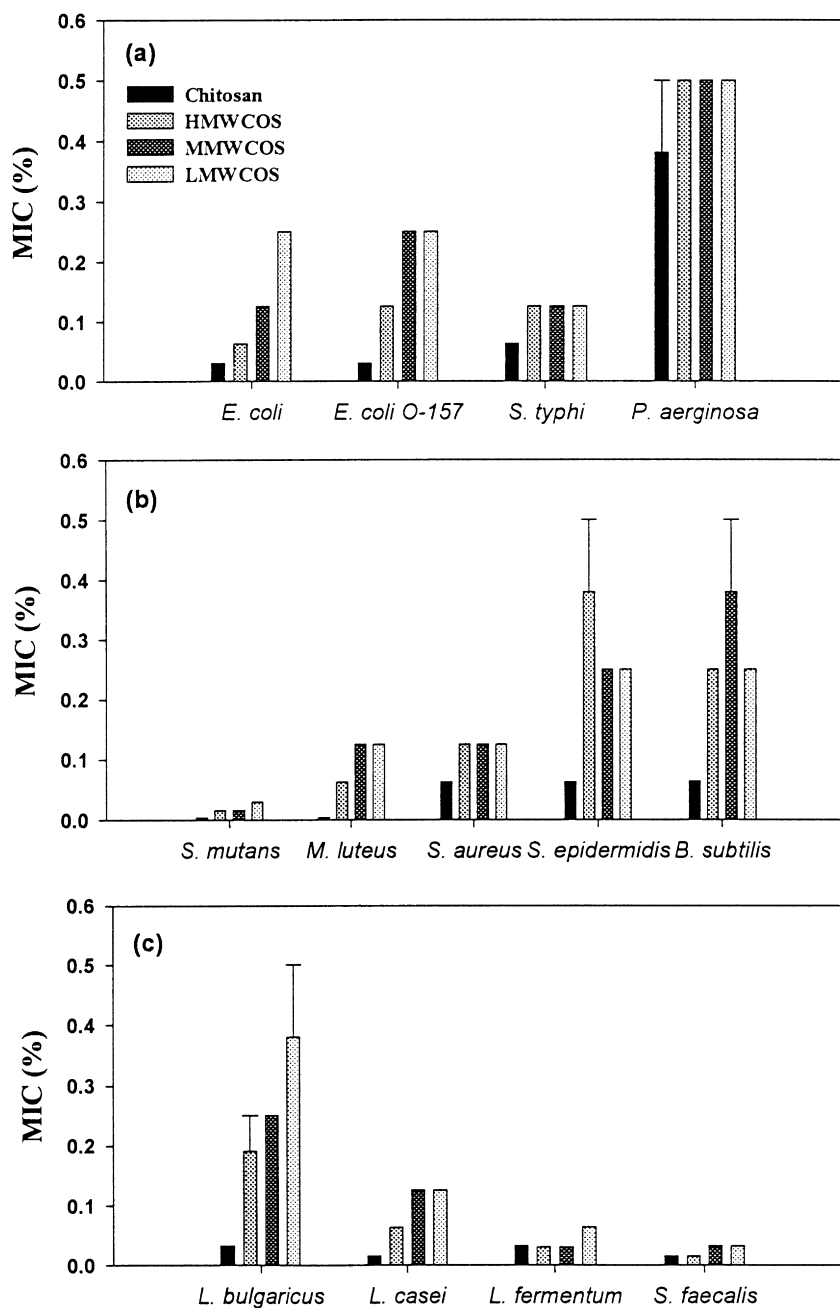 0.6
(a)
Chitosan
HMWCOS
MMWCOS
LMWCOS
0.5
0.4
0.3
0.2
0.1
0.0
MIC (%)
E. coli E. coli O-157 S. typhi P. aerginosa
0.6
(b)
0.5
0.4
0.3
0.2
0.1
0.0
MIC (%)
S. mutans M. luteus S. aureus S. epidermidis B. subtilis
0.6
(c)
0.5
0.4
0.3
0.2
0.1
0.0
MIC (%)
L. bulgaricus L. casei L. fermentum S. faecalis